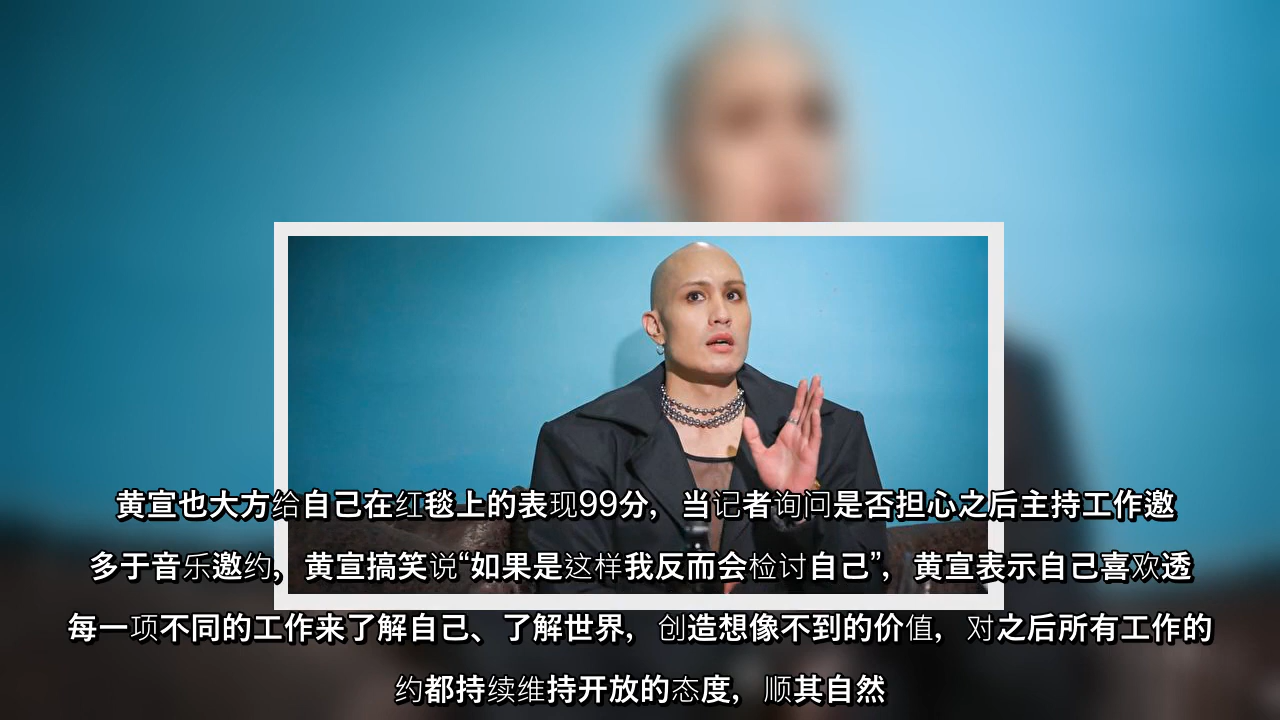 黄宣也大方给自己在红毯上的表现99分，当记者询问是否担心之后主持工作邀
多于音乐邀约，黄宣搞笑说“如果是这样我反而会检讨自己”，黄宣表示自己喜欢透
每一项不同的工作来了解自己、了解世界，创造想像不到的价值，对之后所有工作的
约都持续维持开放的态度，顺其自然